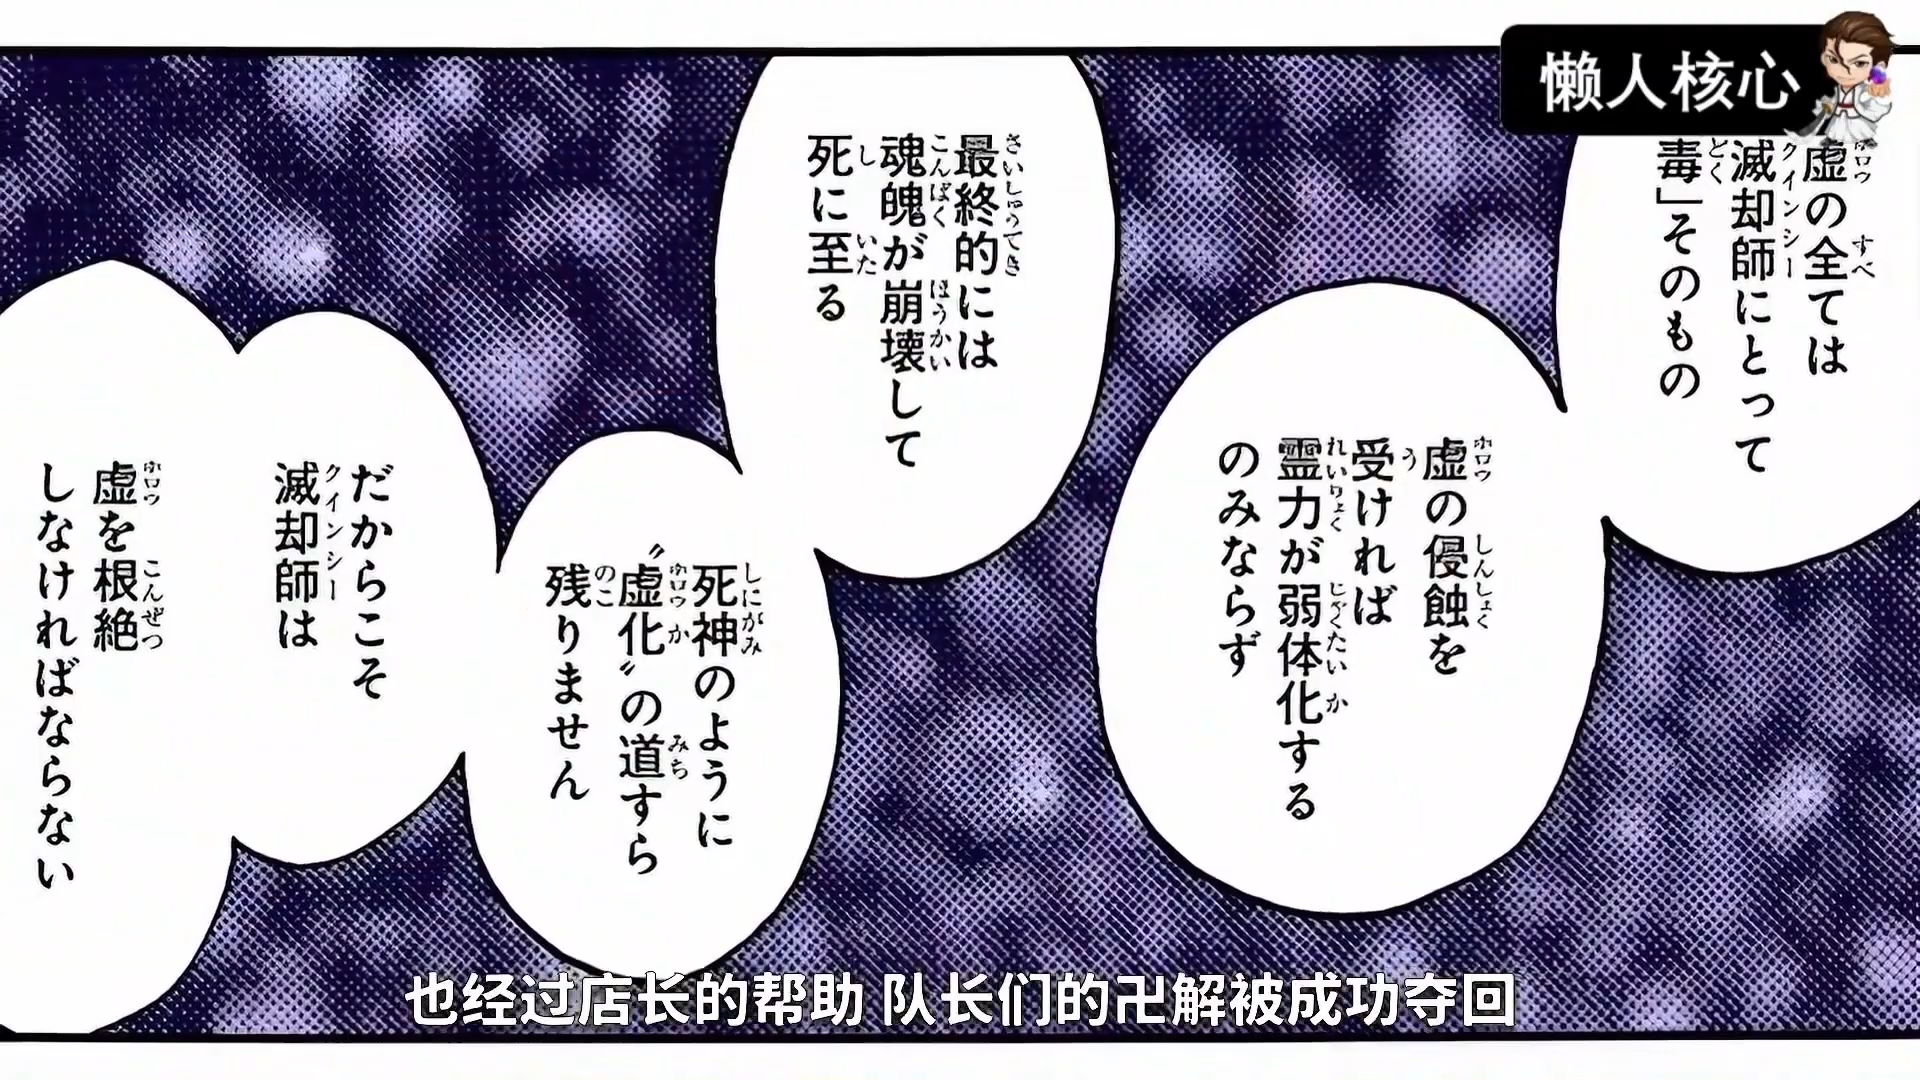 懒人核心
虚の全ては
滅却師にとって
毒」そのもの
虚の侵蝕を
受ければ
霊力が弱体化する
のみならず
最終的には
魂魄が崩壊して
死に至る
死神のように
〝虚化〟の道すら
残りません
だからこそ
滅却師は
虚を根絶
しなければならない
也经过店长的帮助 队长们的卍解被成功夺回